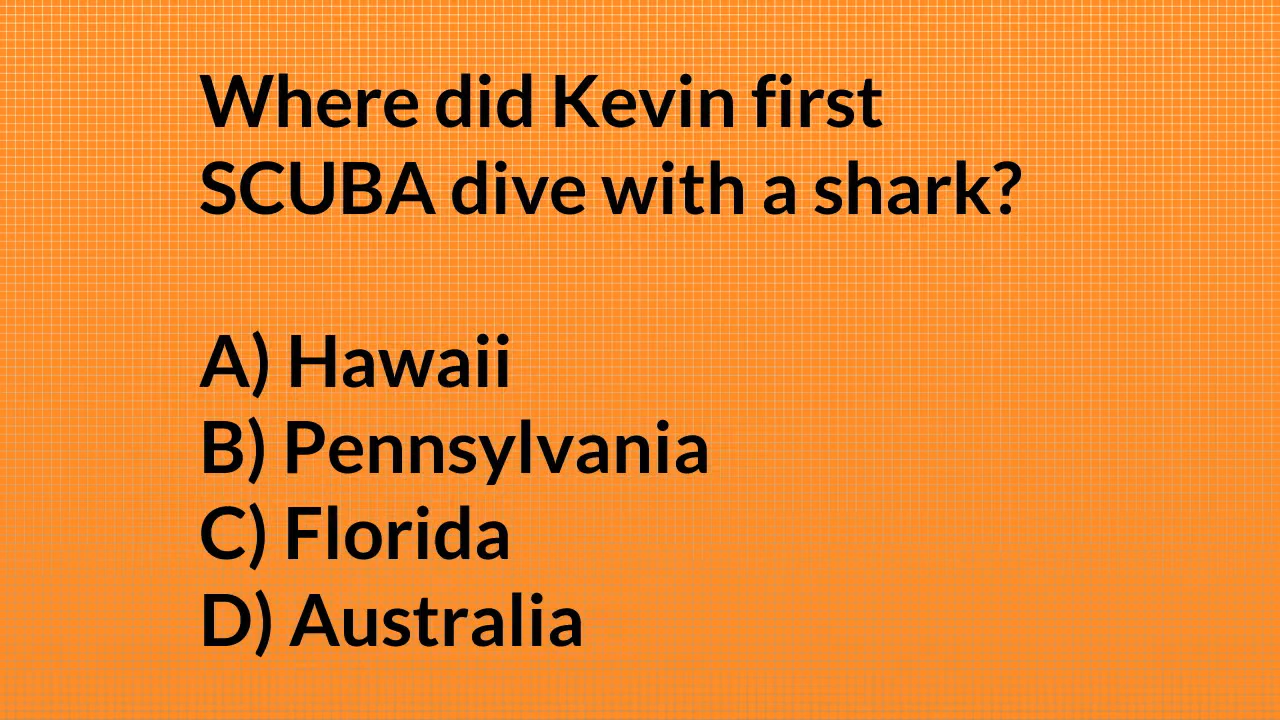 Where did Kevin first
SCUBA dive with a shark?
A) Hawaii
B) Pennsylvania
C) Florida
D) Australia